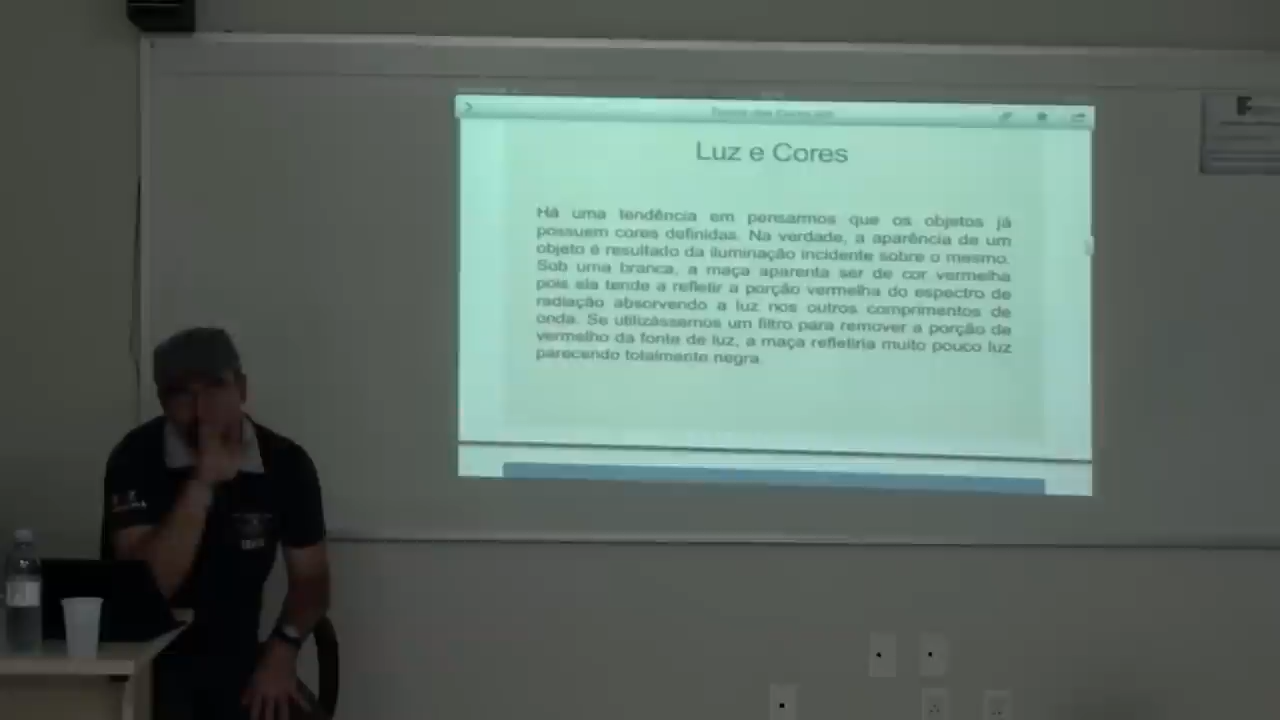 Luz e Cores
Há uma tendência em pensarmos que os objetos já
possuem cores definidas. Na verdade, a aparência de um
objeto é resultado da iluminação incidente sobre o mesmo.
Sob uma branca, a maça aparenta ser de cor vermelha
pois ela tende a refletir a porção vermelha do espectro de
radiação absorvendo a luz nos outros comprimentos de
onda. Se utilizássemos um filtro para remover a porção de
vermelho da fonte de luz, a maça refletiria muito pouco luz
parecendo totalmente negra.